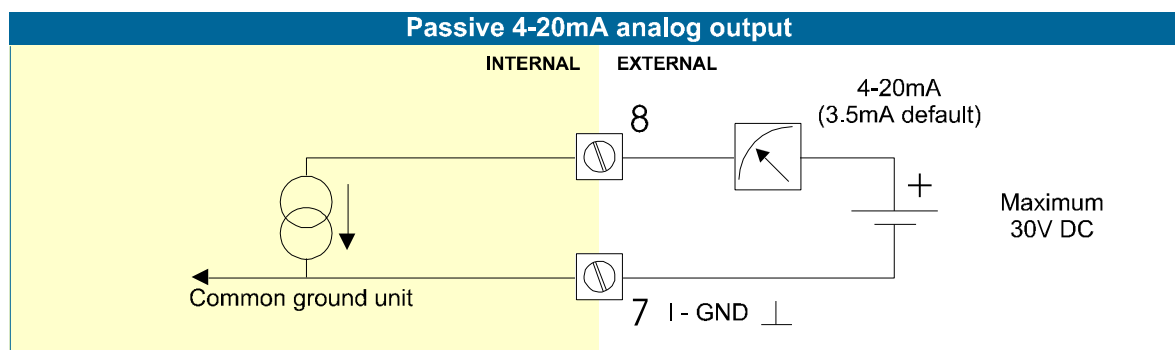 Passive 4-20mA analog output
INTERNAL EXTERNAL
4-20mA
(3.5mA default)
8
+
Maximum
30V DC
Common ground unit
7 I - GND